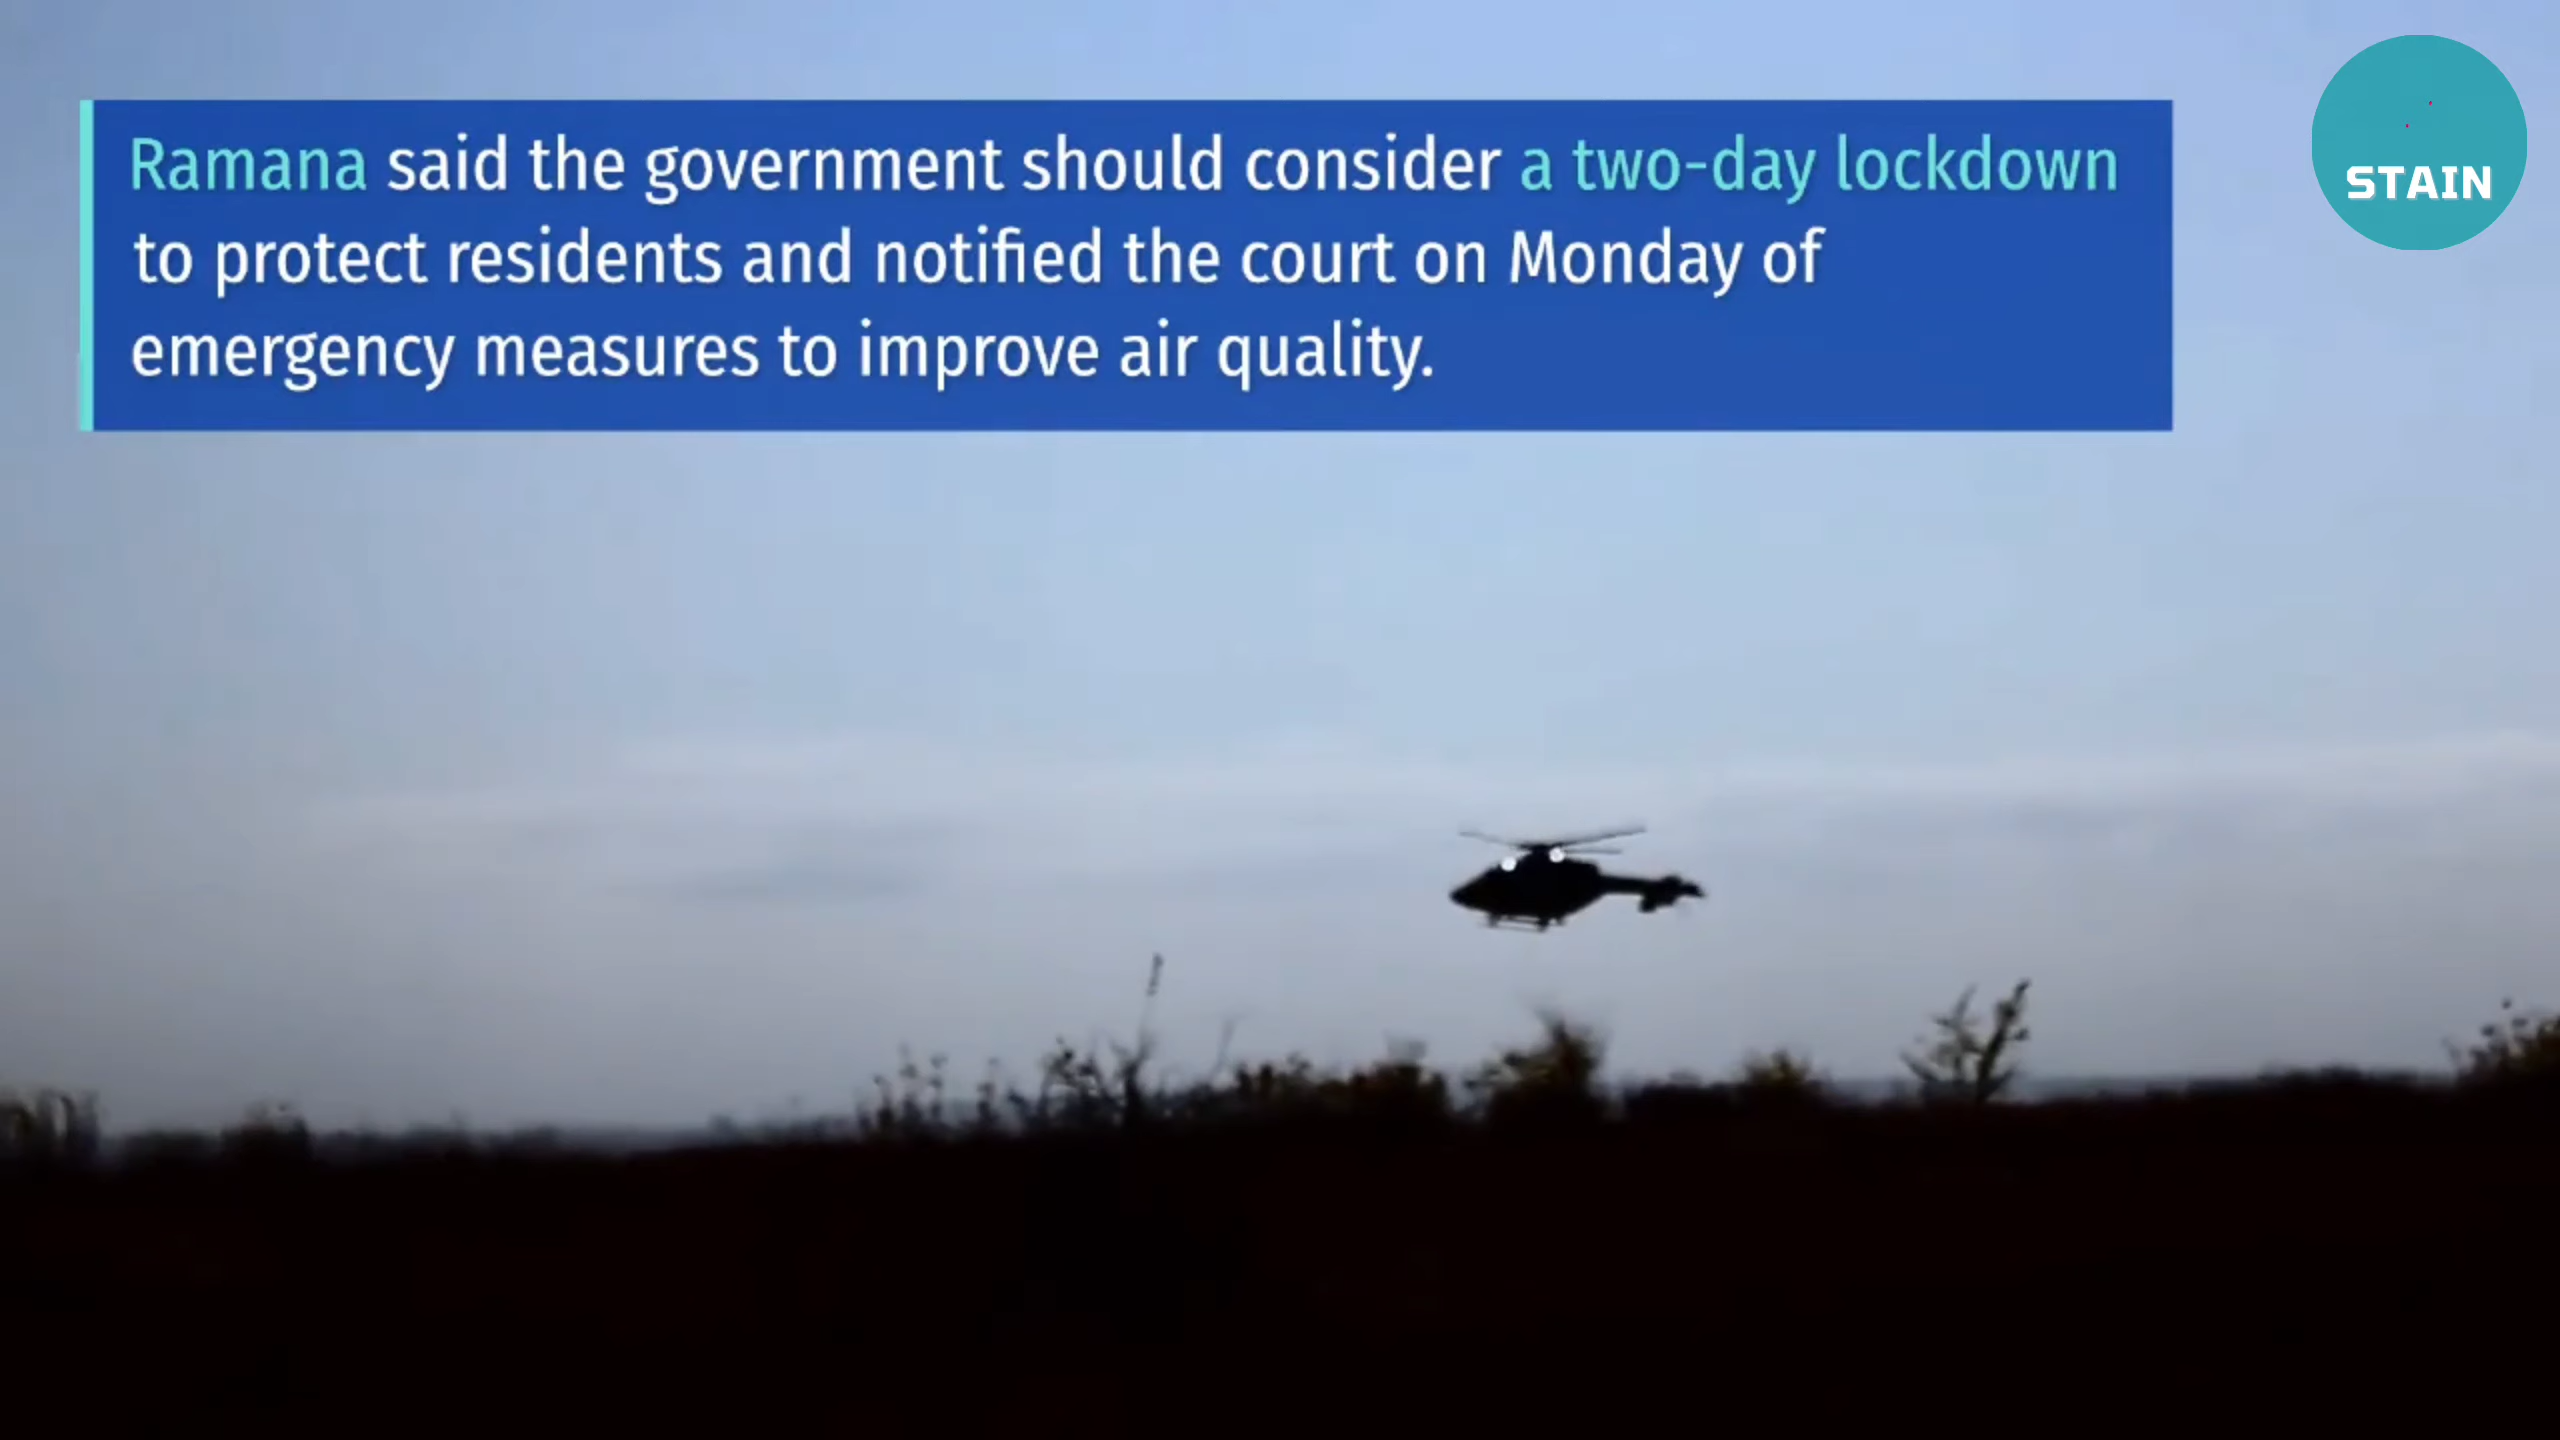 Ramana said the government should consider a two-day lockdown
to protect residents and notified the court on Monday of
emergency measures to improve air quality.
STAIN